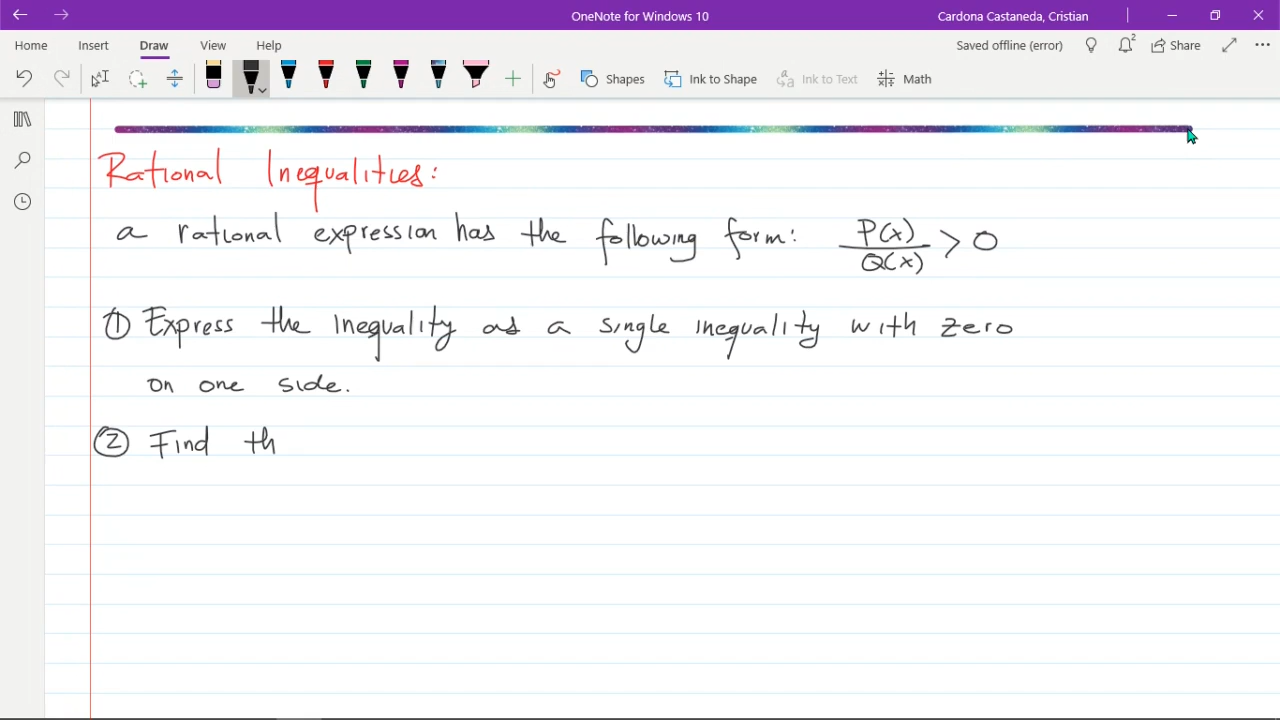 OneNote for Windows 10
Cardona Castaneda, Cristian
Home Insert Draw View Help
Saved offline (error)
Share
Shapes
Ink to Shape
Ink to Text
Math
Rational Inequalities:
a rational expression has the following form: P(x)/Q(x) > 0
① Express the inequality as a single inequality with zero
on one side.
② Find th